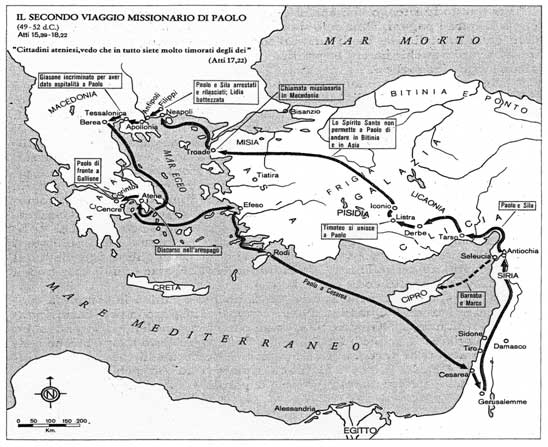 IL SECONDO VIAGGIO MISSIONARIO DI PAOLO
(49-52 d.C.)
Atti 15,39-18,22
"Cittadini ateniesi, vedo che in tutto siete molto timorati degli dei"
(Atti 17,22)
MAR MORTO
Giasone incriminato per aver
dato ospitalità a Paolo
Paolo e Sila arrestati
e rilasciati; Lidia
battezzata
Chiamata missionaria
in Macedonia
MACEDONIA
Anfipoli
Filippi
Neapoli
Tessalonica
Berea
Apollonia
Bisanzio
BITINIA E PONTO
Lo Spirito Santo non
permette a Paolo di
andare in Bitinia
e in Asia
MISIA
Troade
MAR EGEO
Tiatira
ASIA
FRIGIA
GALAZIA
Paolo di
fronte a
Gallione
Corinto
Atene
Cencre
ACAIA
Efeso
Iconio
LICAONIA
PISIDIA
Listra
Derbe
CILICIA
Tarso
Paolo e Sila
Timoteo si unisce
a Paolo
Discorso nell'areopago
Rodi
Seleucia
Antiochia
SIRIA
CRETA
Paolo a Cesarea
CIPRO
Barnaba
e Marco
MARE MEDITERRANEO
Sidone
Tiro
Damasco
Cesarea
Gerusalemme
N
0 50 100 150 200
Km.
Alessandria
EGITTO